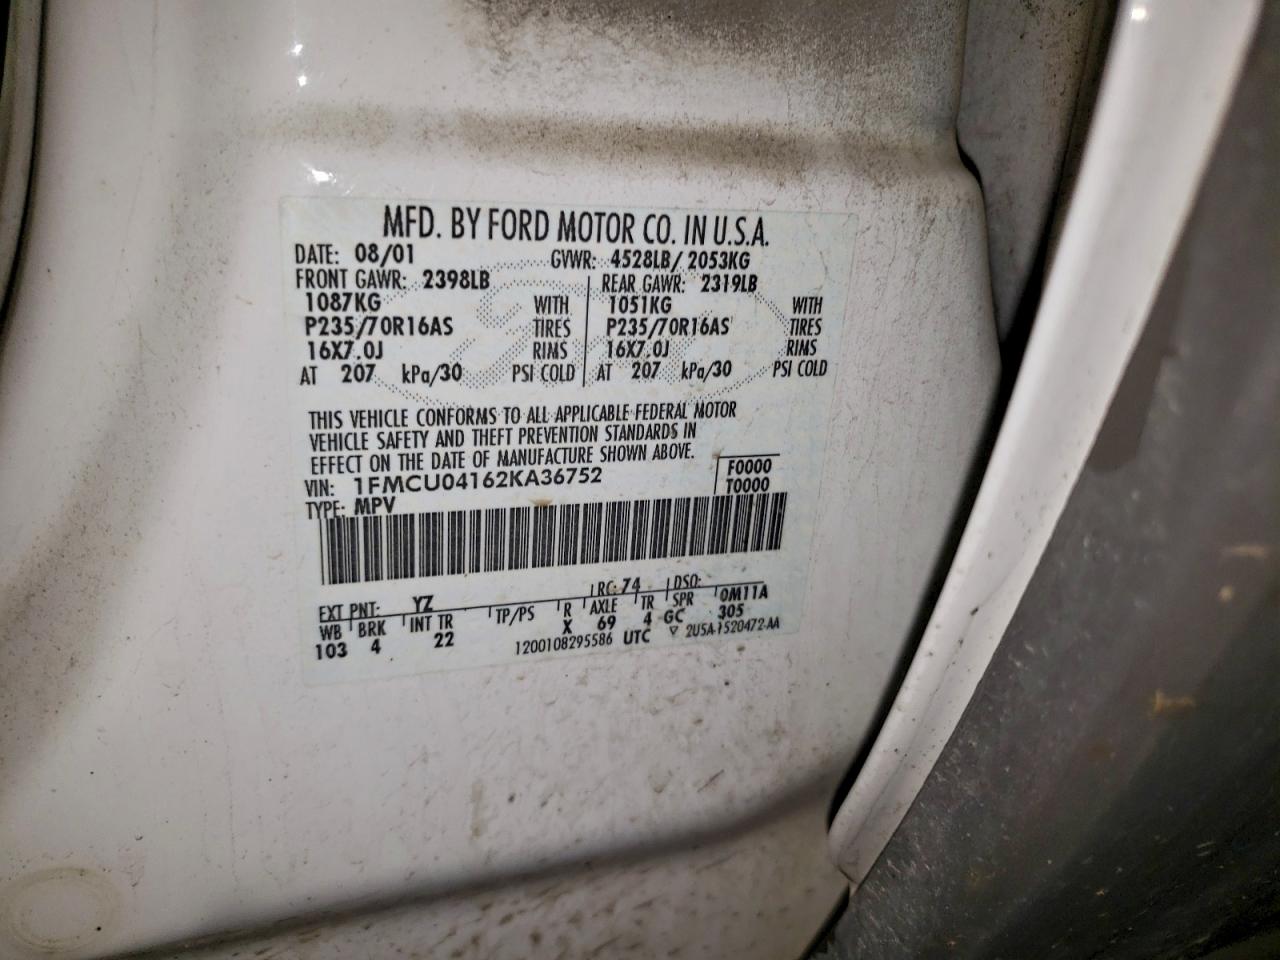 MFD. BY FORD MOTOR CO. IN U.S.A.
DATE: 08/01 GVWR: 4528LB/ 2053KG
FRONT GAWR: 2398LB REAR GAWR: 2319LB
1087KG WITH 1051KG WITH
P235/70R16AS TIRES P235/70R16AS TIRES
16X7.0J RIMS 16X7.0J RIMS
AT 207 kPa/30 PSI COLD AT 207 kPa/30 PSI COLD
THIS VEHICLE CONFORMS TO ALL APPLICABLE FEDERAL MOTOR
VEHICLE SAFETY AND THEFT PREVENTION STANDARDS IN
EFFECT ON THE DATE OF MANUFACTURE SHOWN ABOVE.
VIN: 1FMCU04162KA36752 F0000
TYPE: MPV T0000
EXT PNT: YZ RC: 74 DSO:
WB BRK INT TR TP/PS R AXLE TR SPR 0M11A
103 4 22 X 69 4 GC 305
1200108295586 UTC ▽ 2U5A-1520472-AA